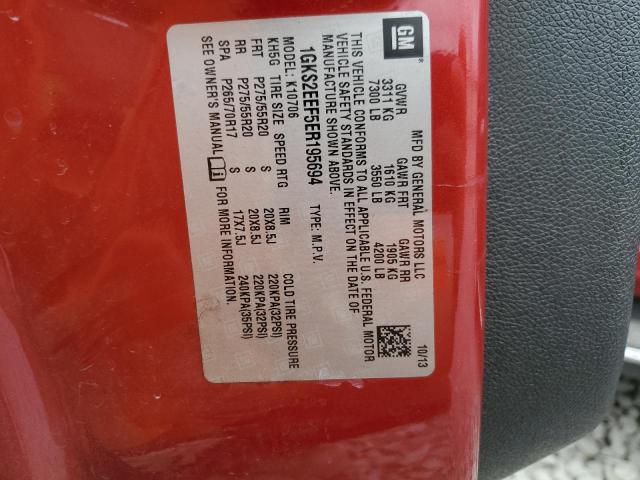 GM
MFD BY GENERAL MOTORS LLC 10/13
GVWR GAWR FRT GAWR RR
3311 KG 1610 KG 1905 KG
7300 LB 3550 LB 4200 LB
THIS VEHICLE CONFORMS TO ALL APPLICABLE U.S. FEDERAL MOTOR
VEHICLE SAFETY STANDARDS IN EFFECT ON THE DATE OF
MANUFACTURE SHOWN ABOVE.
1GKS2EEF5ER195694 TYPE: M.P.V.
MODEL: K10706
KH5G TIRE SIZE SPEED RTG RIM COLD TIRE PRESSURE
FRT P275/55R20 S 20X8.5J 220KPA(32PSI)
RR P275/55R20 S 20X8.5J 220KPA(32PSI)
SPA P265/70R17 S 17X7.5J 240KPA(35PSI)
SEE OWNER'S MANUAL FOR MORE INFORMATION.